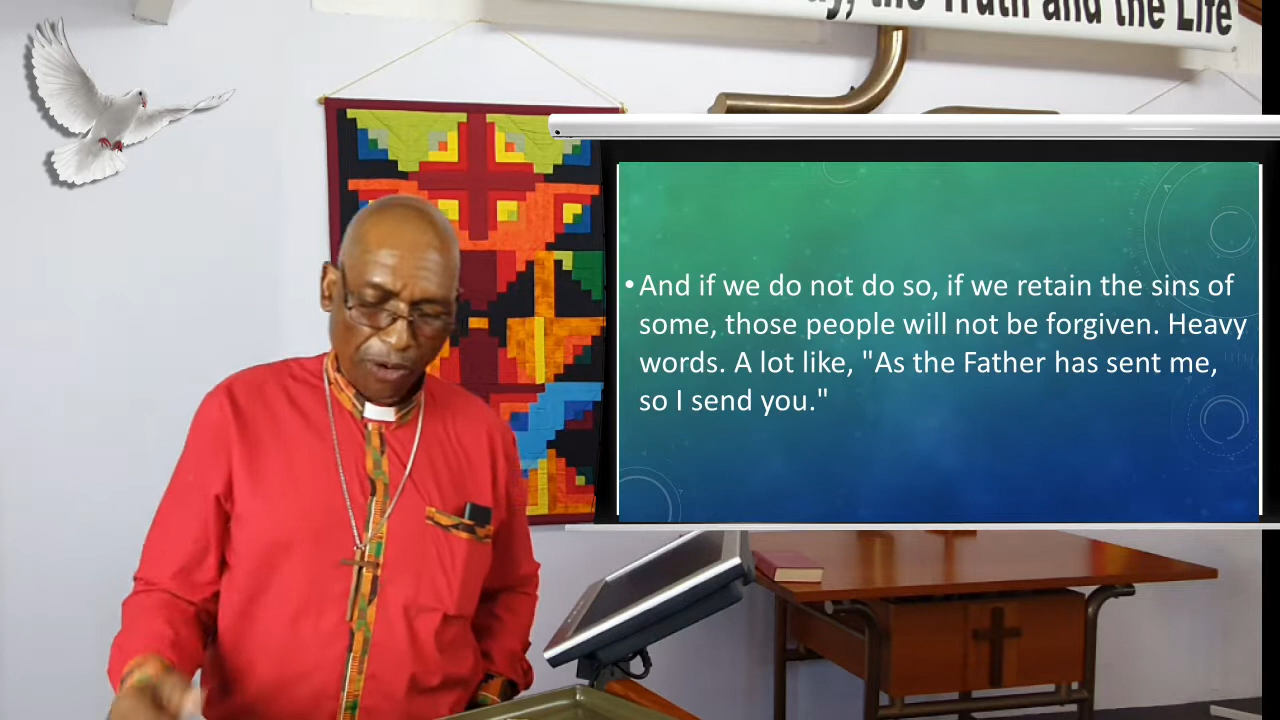 the Truth and the Life
• And if we do not do so, if we retain the sins of
some, those people will not be forgiven. Heavy
words. A lot like, "As the Father has sent me,
so I send you."